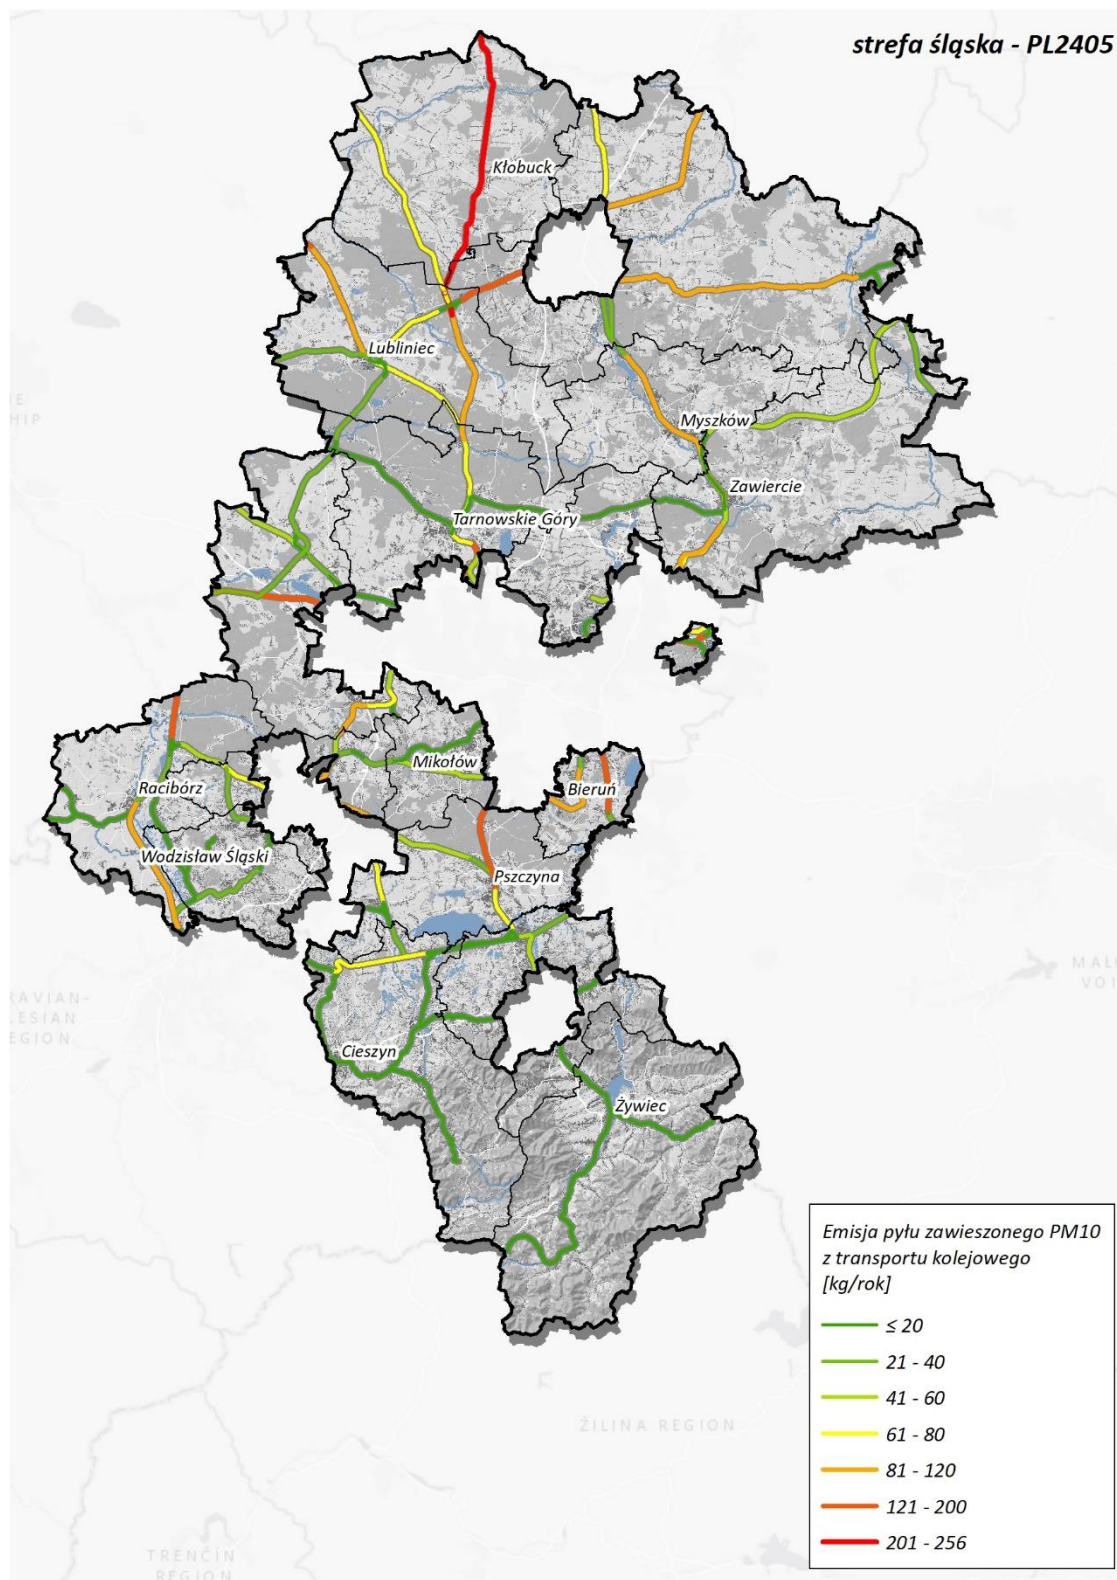 strefa śląska - PL2405
Kłobuck
Lubliniec
Myszków
Zawiercie
Tarnowskie Góry
Mikołów
Bieruń
Racibórz
Wodzisław Śląski
Pszczyna
Cieszyn
Żywiec
Emisja pyłu zawieszonego PM10
z transportu kolejowego
[kg/rok]
≤ 20
21 - 40
41 - 60
61 - 80
81 - 120
121 - 200
201 - 256
ŽILINA REGION
TRENČÍN
REGION